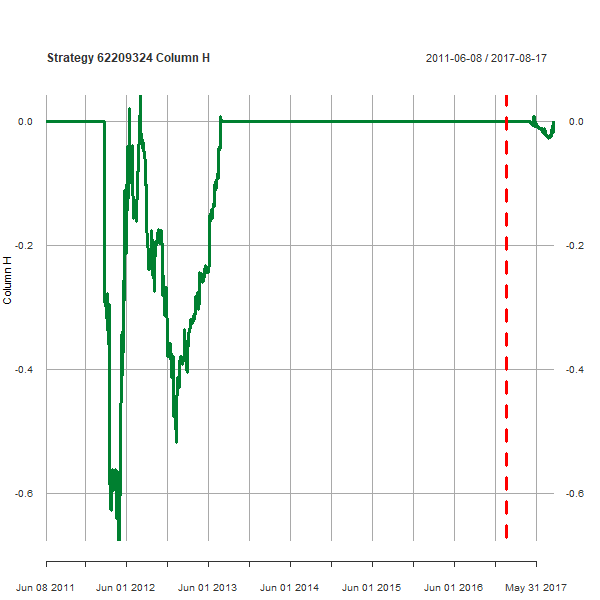 Strategy 62209324 Column H 2011-06-08 / 2017-08-17
0.0 0.0
-0.2 -0.2
Column H
-0.4 -0.4
-0.6 -0.6
Jun 08 2011 Jun 01 2012 Jun 01 2013 Jun 01 2014 Jun 01 2015 Jun 01 2016 May 31 2017